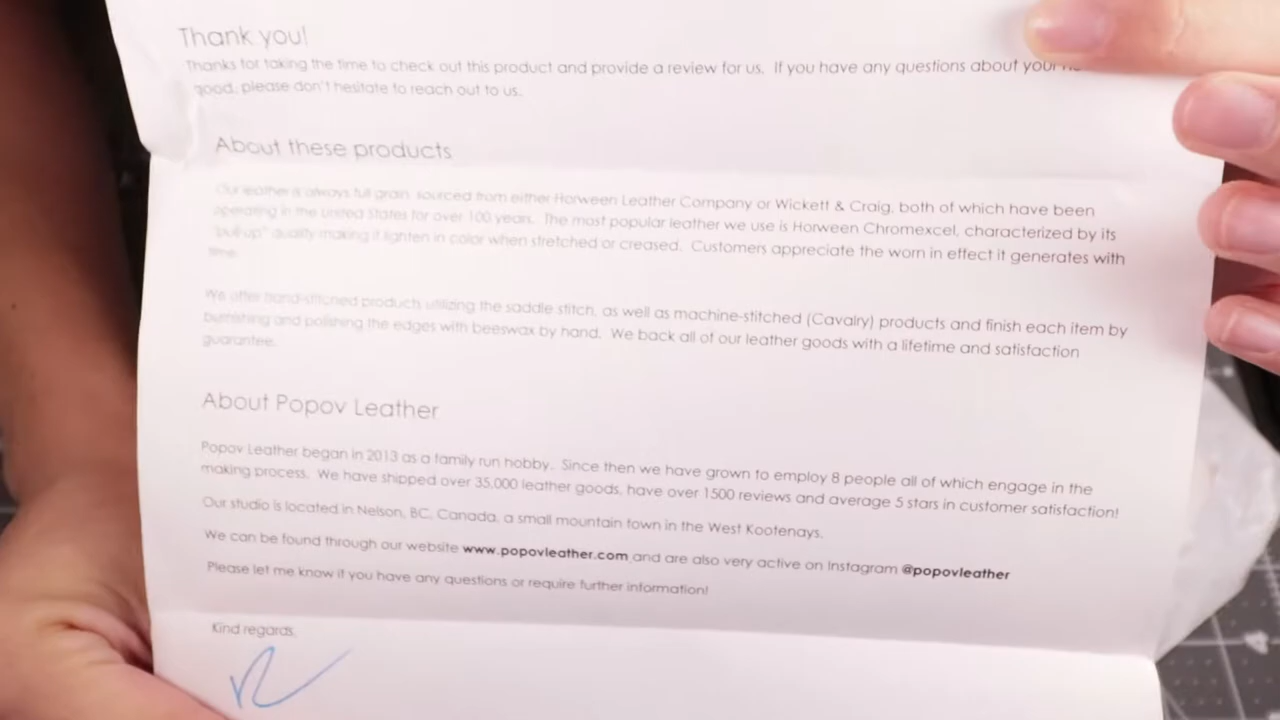 Thank you!
Thanks for taking the time to check out this product and provide a review for us. If you have any questions about your
good, please don't hesitate to reach out to us.
About these products
Our leather is always full grain, sourced from either Horween Leather Company or Wickett & Craig, both of which have been
operating in the United States for over 100 years. The most popular leather we use is Horween Chromexcel, characterized by its
"pull-up" quality making it lighten in color when stretched or creased. Customers appreciate the worn in effect it generates with
time.
We offer hand-stitched products utilizing the saddle stitch, as well as machine-stitched (Cavalry) products and finish each item by
burnishing and polishing the edges with beeswax by hand. We back all of our leather goods with a lifetime and satisfaction
guarantee.
About Popov Leather
Popov Leather began in 2013 as a family run hobby. Since then we have grown to employ 8 people all of which engage in the
making process. We have shipped over 35,000 leather goods, have over 1500 reviews and average 5 stars in customer satisfaction!
Our studio is located in Nelson, BC, Canada, a small mountain town in the West Kootenays.
We can be found through our website www.popovleather.com and are also very active on Instagram @popovleather
Please let me know if you have any questions or require further information!
Kind regards,